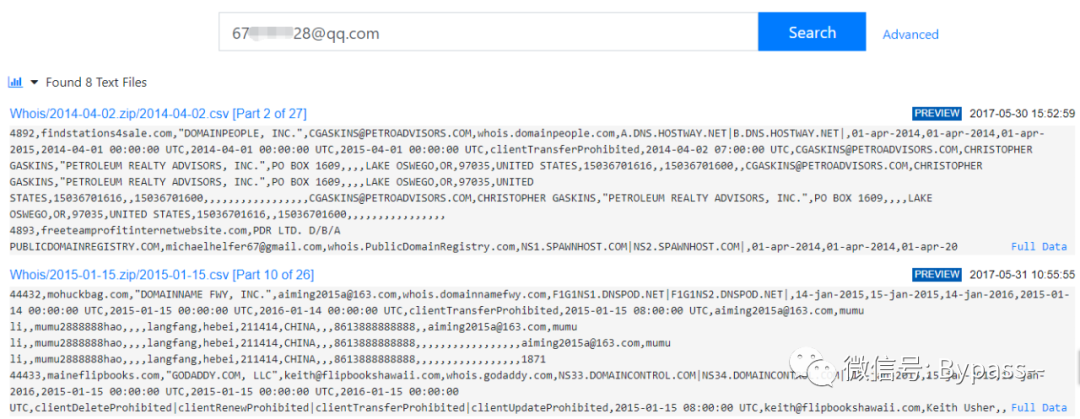 67 28@qq.com
Search
Advanced
Found 8 Text Files
Whois/2014-04-02.zip/2014-04-02.csv [Part 2 of 27]
PREVIEW 2017-05-30 15:52:59
4892,findstations4sale.com,"DOMAINPEOPLE, INC.",CGASKINS@PETROADVISORS.COM,whois.domainpeople.com,A.DNS.HOSTWAY.NET|B.DNS.HOSTWAY.NET|,01-apr-2014,01-apr-2014,01-apr-
2015,2014-04-01 00:00:00 UTC,2014-04-01 00:00:00 UTC,2015-04-01 00:00:00 UTC,clientTransferProhibited,2014-04-02 07:00:00 UTC,CGASKINS@PETROADVISORS.COM,CHRISTOPHER
GASKINS,"PETROLEUM REALTY ADVISORS, INC.",PO BOX 1609,,,,LAKE OSWEGO,OR,97035,UNITED STATES,15036701616,,15036701600,,CGASKINS@PETROADVISORS.COM,CHRISTOPHER
GASKINS,"PETROLEUM REALTY ADVISORS, INC.",PO BOX 1609,,,,LAKE OSWEGO,OR,97035,UNITED
STATES,15036701616,,15036701600,,,,,,,,,,,,,,,,,CGASKINS@PETROADVISORS.COM,CHRISTOPHER GASKINS,"PETROLEUM REALTY ADVISORS, INC.",PO BOX 1609,,,,LAKE
OSWEGO,OR,97035,UNITED STATES,15036701616,,15036701600,,,,,,,,,,,,,,,,
4893,freeteamprofitinternetwebsite.com,PDR LTD. D/B/A
PUBLICDOMAINREGISTRY.COM,michaelhelfer67@gmail.com,whois.PublicDomainRegistry.com,NS1.SPAWNHOST.COM|NS2.SPAWNHOST.COM|,01-apr-2014,01-apr-2014,01-apr-20
Full Data
Whois/2015-01-15.zip/2015-01-15.csv [Part 10 of 26]
PREVIEW 2017-05-31 10:55:55
44432,mohuckbag.com,"DOMAINNAME FWY, INC.",aiming2015a@163.com,whois.domainnamefwy.com,F1G1NS1.DNSPOD.NET|F1G1NS2.DNSPOD.NET|,14-jan-2015,15-jan-2015,14-jan-2016,2015-01-
14 00:00:00 UTC,2015-01-15 00:00:00 UTC,2016-01-14 00:00:00 UTC,clientTransferProhibited,2015-01-15 08:00:00 UTC,aiming2015a@163.com,mumu
li,,mumu2888888hao,,,,langfang,hebei,211414,CHINA,,,8613888888888,,aiming2015a@163.com,mumu
li,,mumu2888888hao,,,,langfang,hebei,211414,CHINA,,,8613888888888,,,,,,,,,,,,,,,,,aiming2015a@163.com,mumu
li,,mumu2888888hao,,,,langfang,hebei,211414,CHINA,,,8613888888888,,,,,,,,,,,,,,,,,1871
44433,maineflipbooks.com,"GODADDY.COM, LLC",keith@flipbookshawaii.com,whois.godaddy.com,NS33.DOMAINCONTROL.COM|NS34.DOMAINCONTROL
2016,2015-01-15 00:00:00 UTC,2015-01-15 00:00:00 UTC,2016-01-15 00:00:00
UTC,clientDeleteProhibited|clientRenewProhibited|clientTransferProhibited|clientUpdateProhibited,2015-01-15 08:00:00 UTC,keith@flipbookshawaii.com,Keith Usher,,
Full Data
微信号: Bypass--